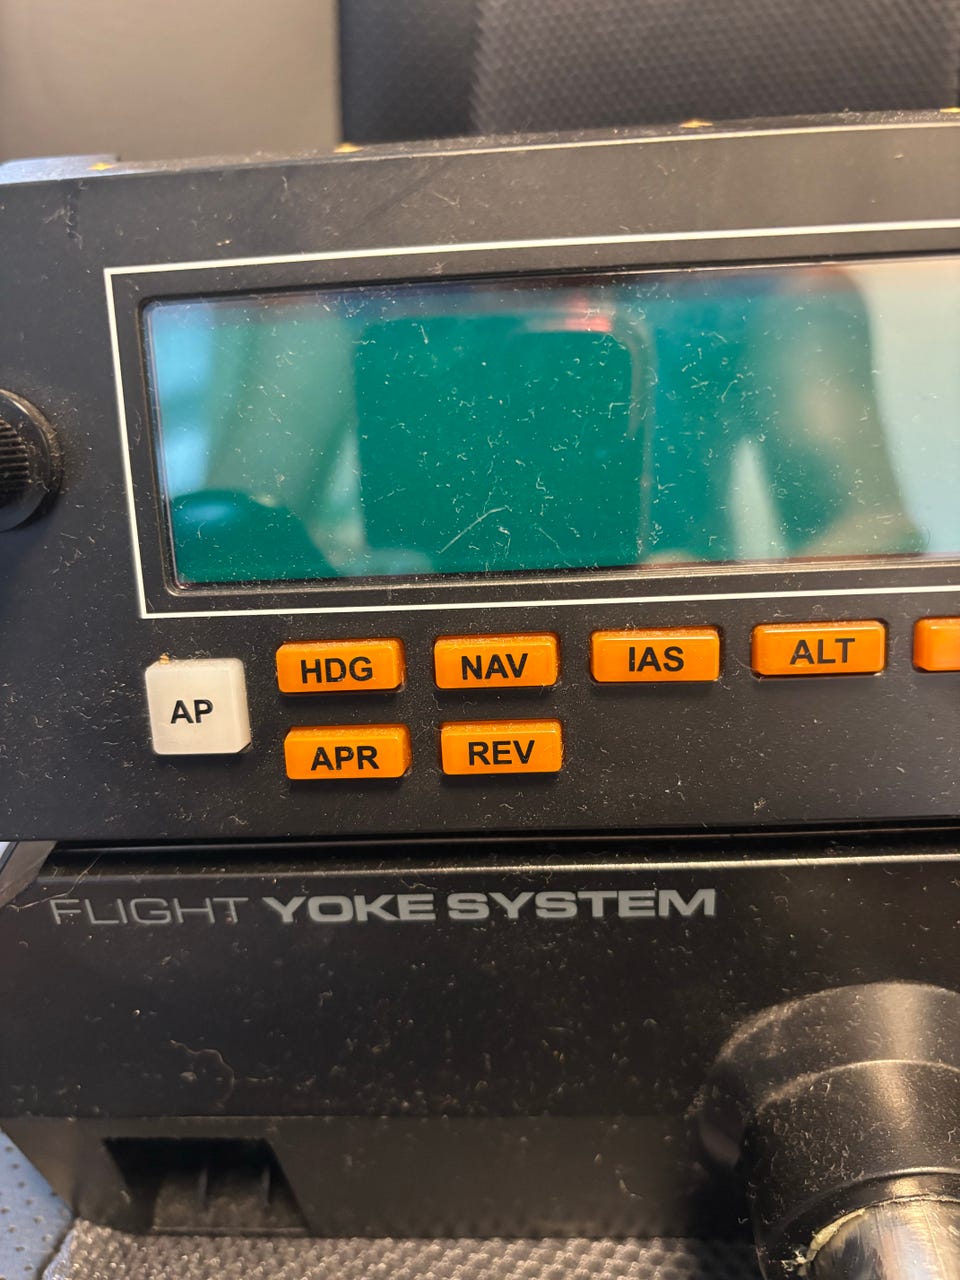 AP HDG NAV IAS ALT
APR REV
FLIGHT YOKE SYSTEM